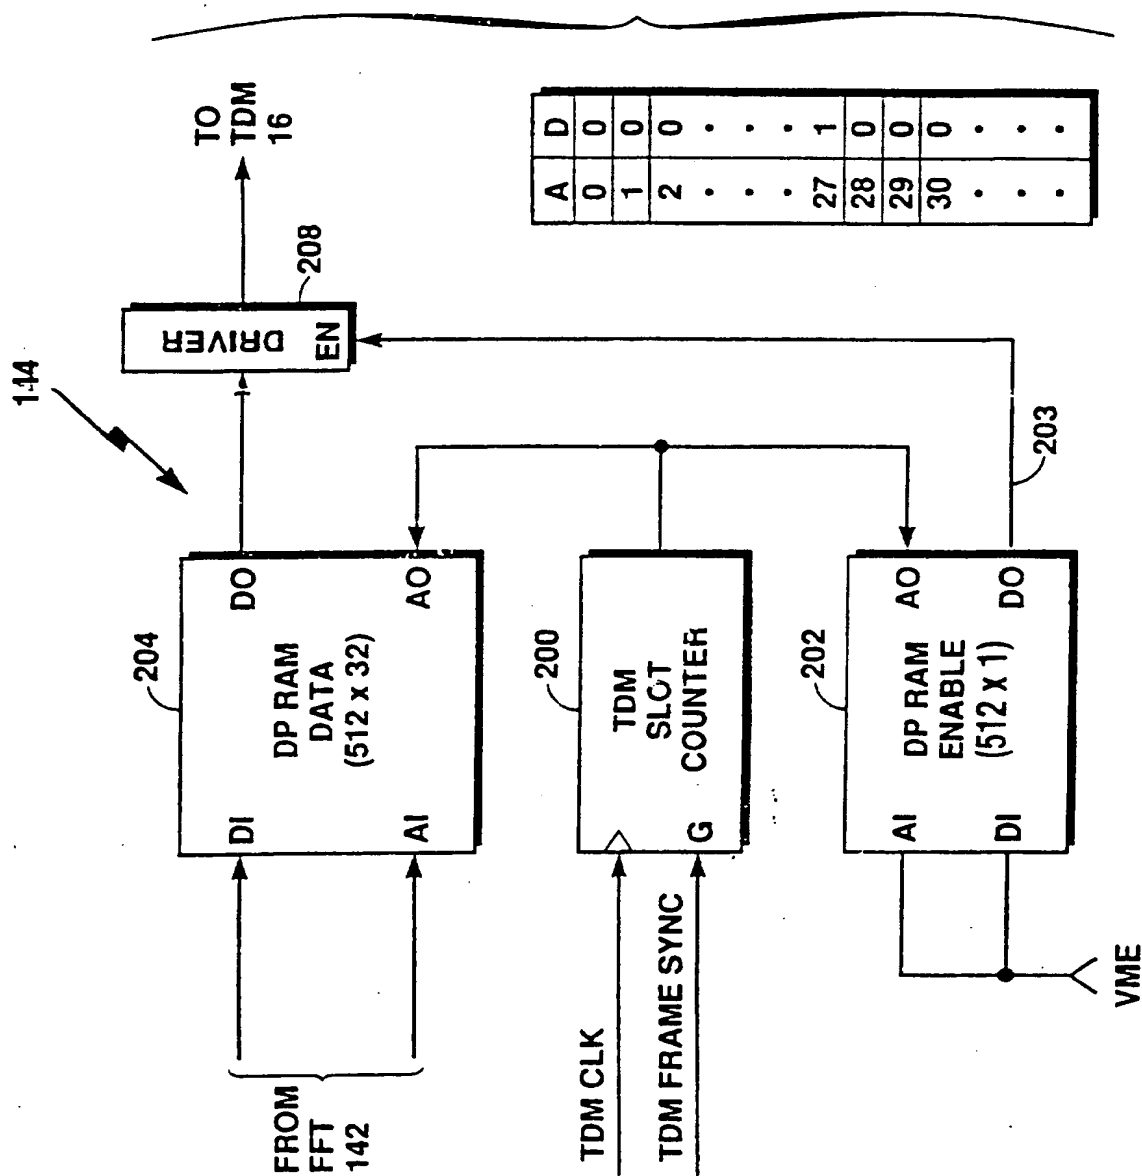 144
FROM
FFT
142
DI
AI
204
DP RAM
DATA
(512 x 32)
DO
AO
DRIVER
EN
208
TO
TDM
16
TDM CLK
TDM FRAME SYNC
G
200
TDM
SLOT
COUNTER
VME
AI
DI
202
DP RAM
ENABLE
(512 x 1)
AO
DO
203
A D
0 0
1 0
2 0
· ·
· ·
· ·
27 1
28 0
29 0
30 0
· ·
· ·
· ·